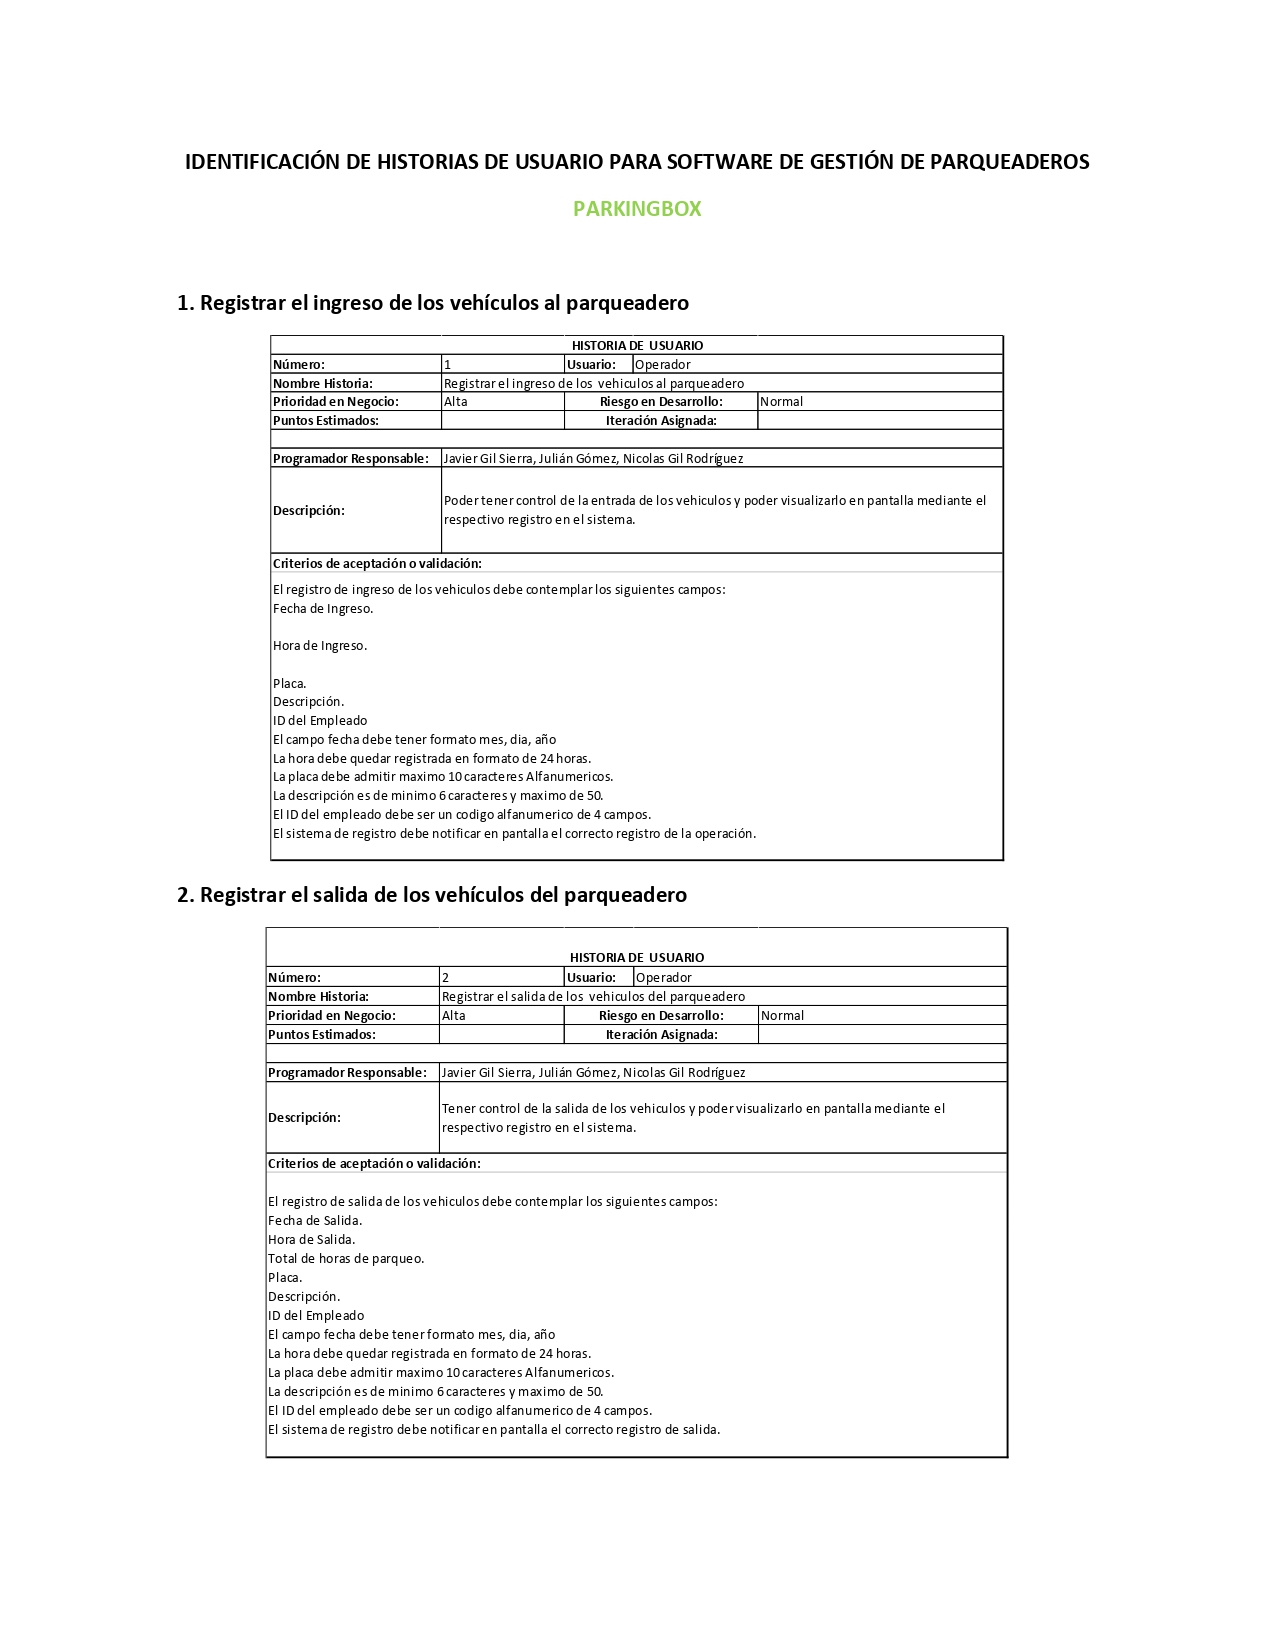 IDENTIFICACIÓN DE HISTORIAS DE USUARIO PARA SOFTWARE DE GESTIÓN DE PARQUEADEROS
PARKINGBOX
1. Registrar el ingreso de los vehículos al parqueadero
HISTORIA DE USUARIO
Número: 1 Usuario: Operador
Nombre Historia: Registrar el ingreso de los vehiculos al parqueadero
Prioridad en Negocio: Alta Riesgo en Desarrollo: Normal
Puntos Estimados: Iteración Asignada:
Programador Responsable: Javier Gil Sierra, Julián Gómez, Nicolas Gil Rodríguez
Descripción: Poder tener control de la entrada de los vehiculos y poder visualizarlo en pantalla mediante el
respectivo registro en el sistema.
Criterios de aceptación o validación:
El registro de ingreso de los vehiculos debe contemplar los siguientes campos:
Fecha de Ingreso.
Hora de Ingreso.
Placa.
Descripción.
ID del Empleado
El campo fecha debe tener formato mes, dia, año
La hora debe quedar registrada en formato de 24 horas.
La placa debe admitir maximo 10 caracteres Alfanumericos.
La descripción es de minimo 6 caracteres y maximo de 50.
El ID del empleado debe ser un codigo alfanumerico de 4 campos.
El sistema de registro debe notificar en pantalla el correcto registro de la operación.
2. Registrar el salida de los vehículos del parqueadero
HISTORIA DE USUARIO
Número: 2 Usuario: Operador
Nombre Historia: Registrar el salida de los vehiculos del parqueadero
Prioridad en Negocio: Alta Riesgo en Desarrollo: Normal
Puntos Estimados: Iteración Asignada:
Programador Responsable: Javier Gil Sierra, Julián Gómez, Nicolas Gil Rodríguez
Descripción: Tener control de la salida de los vehiculos y poder visualizarlo en pantalla mediante el
respectivo registro en el sistema.
Criterios de aceptación o validación:
El registro de salida de los vehiculos debe contemplar los siguientes campos:
Fecha de Salida.
Hora de Salida.
Total de horas de parqueo.
Placa.
Descripción.
ID del Empleado
El campo fecha debe tener formato mes, dia, año
La hora debe quedar registrada en formato de 24 horas.
La placa debe admitir maximo 10 caracteres Alfanumericos.
La descripción es de minimo 6 caracteres y maximo de 50.
El ID del empleado debe ser un codigo alfanumerico de 4 campos.
El sistema de registro debe notificar en pantalla el correcto registro de salida.